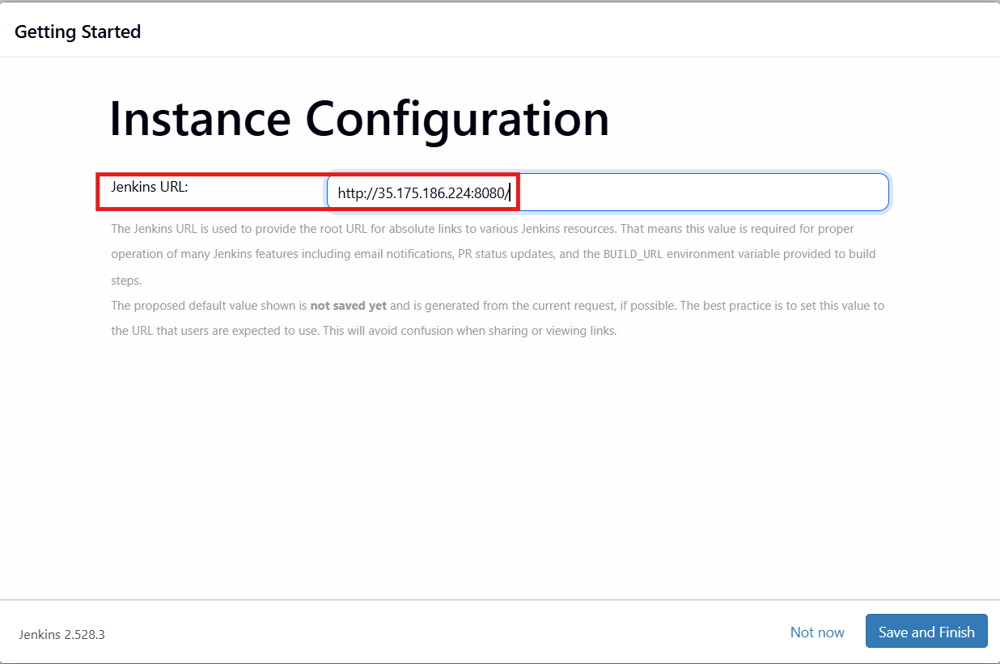 Getting Started
Instance Configuration
Jenkins URL:
http://35.175.186.224:8080/
The Jenkins URL is used to provide the root URL for absolute links to various Jenkins resources. That means this value is required for proper
operation of many Jenkins features including email notifications, PR status updates, and the BUILD_URL environment variable provided to build
steps.
The proposed default value shown is not saved yet and is generated from the current request, if possible. The best practice is to set this value to
the URL that users are expected to use. This will avoid confusion when sharing or viewing links.
Jenkins 2.528.3
Not now
Save and Finish